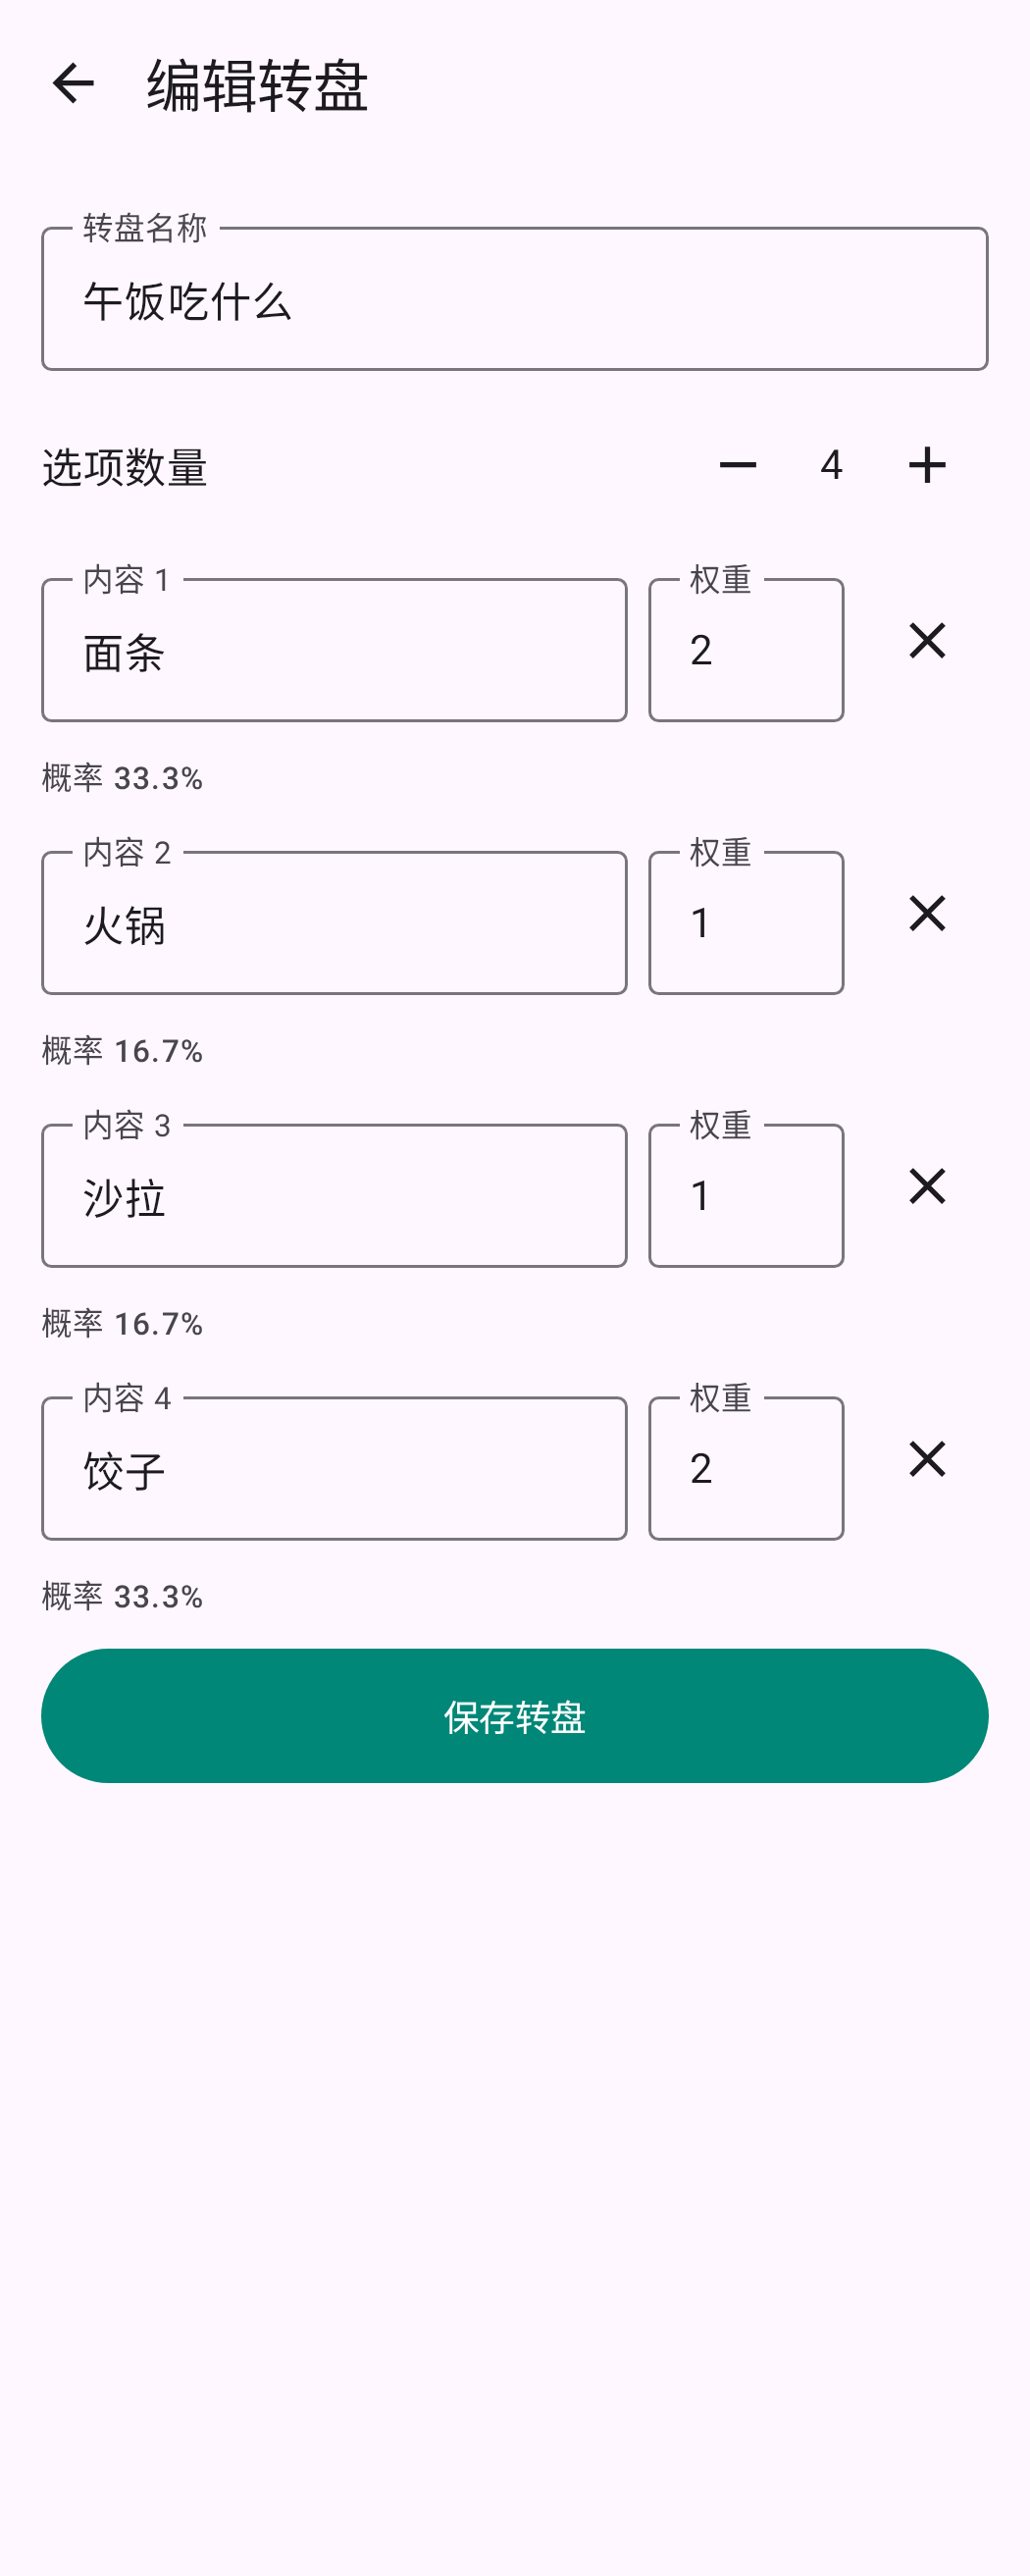 编辑转盘
转盘名称
午饭吃什么
选项数量 4
内容 1 权重
面条 2
概率 33.3%
内容 2 权重
火锅 1
概率 16.7%
内容 3 权重
沙拉 1
概率 16.7%
内容 4 权重
饺子 2
概率 33.3%
保存转盘